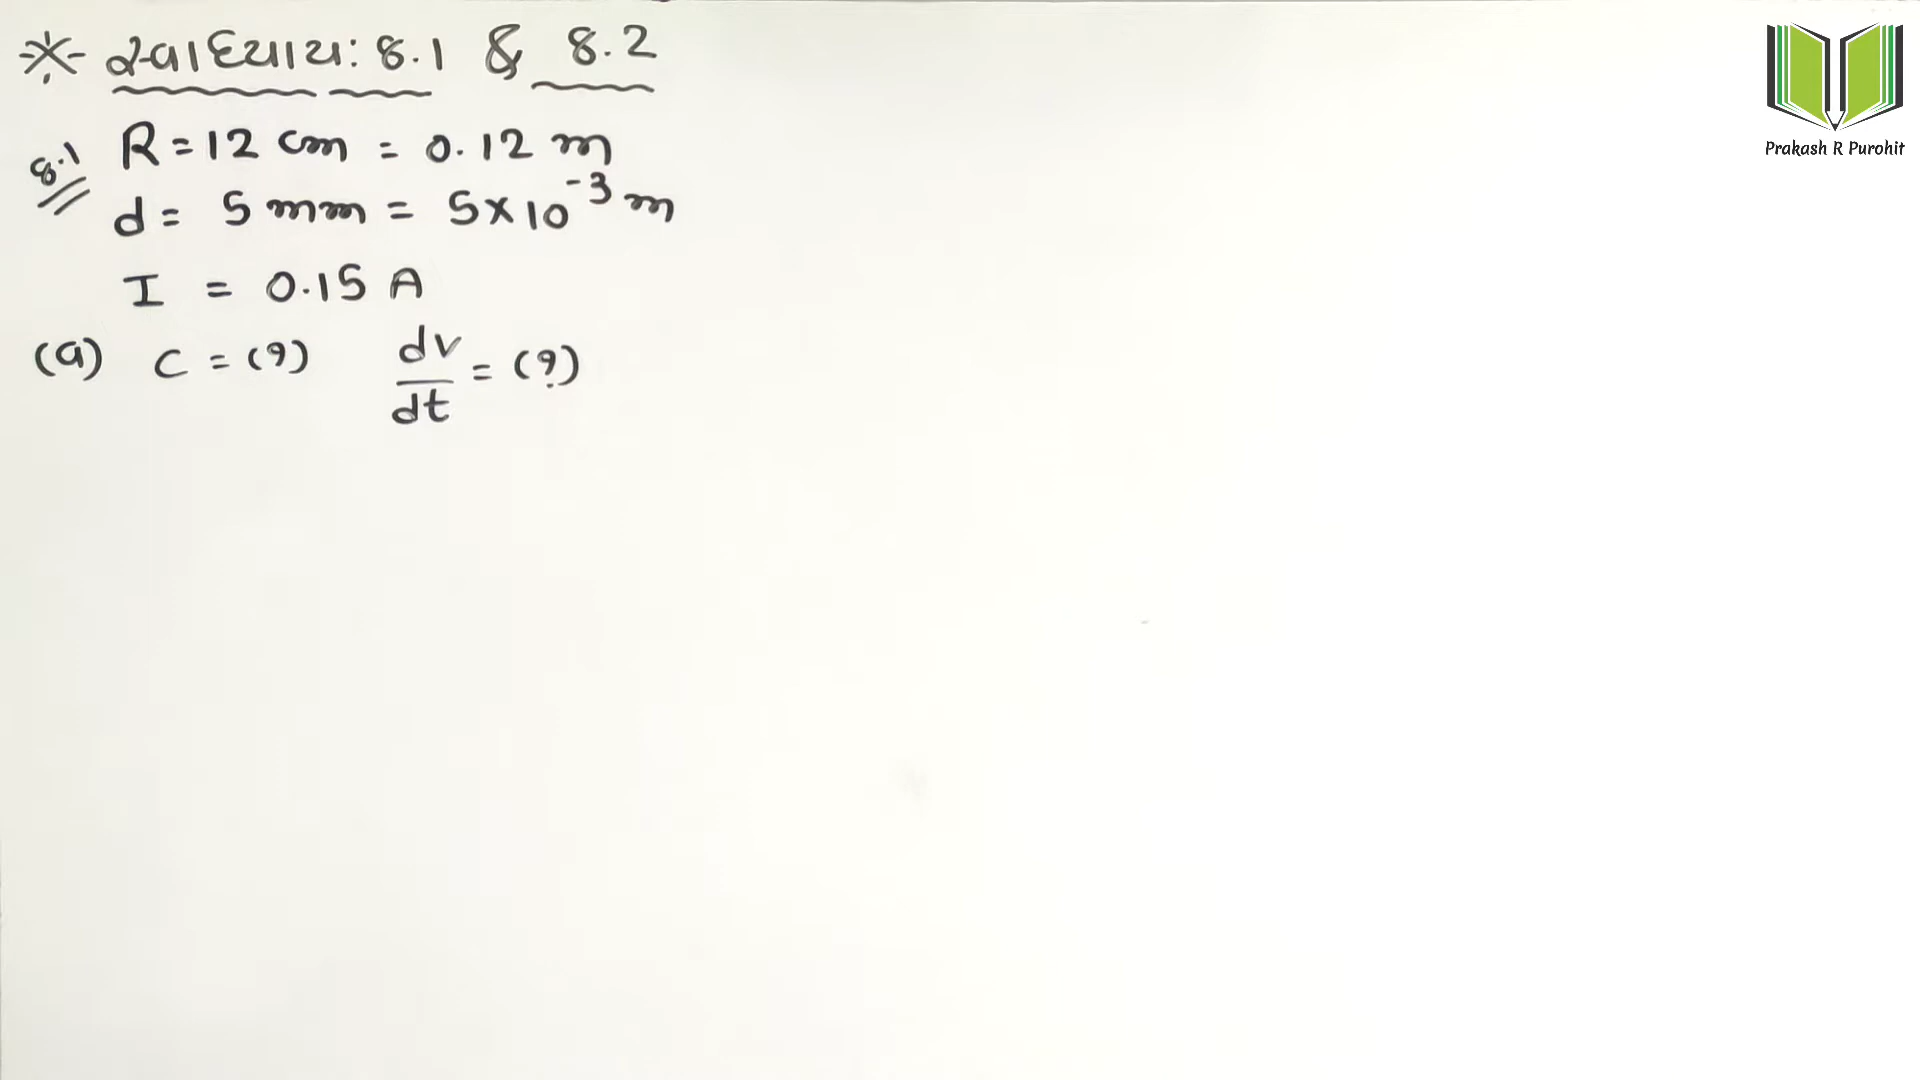 સ્વાધ્યાય: 8.1 & 8.2
8.1 R = 12 cm = 0.12 m
d = 5 mm = 5×10⁻³ m
I = 0.15 A
(a) C = (?) dv/dt = (?)
Prakash R Purohit